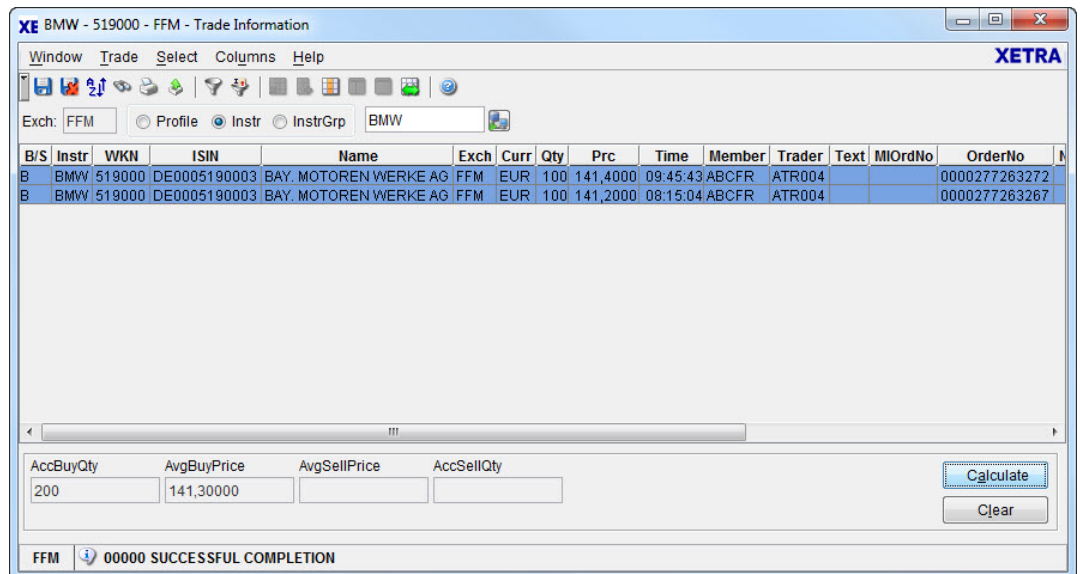 XE BMW - 519000 - FFM - Trade Information
Window Trade Select Columns Help XETRA
Exch: FFM Profile Instr InstrGrp BMW
B/S Instr WKN ISIN Name Exch Curr Qty Prc Time Member Trader Text MIOrdNo OrderNo N
B BMW 519000 DE0005190003 BAY. MOTOREN WERKE AG FFM EUR 100 141,4000 09:45:43 ABCFR ATR004 0000277263272
B BMW 519000 DE0005190003 BAY. MOTOREN WERKE AG FFM EUR 100 141,2000 08:15:04 ABCFR ATR004 0000277263267
AccBuyQty AvgBuyPrice AvgSellPrice AccSellQty
200 141,30000
Calculate
Clear
FFM 00000 SUCCESSFUL COMPLETION